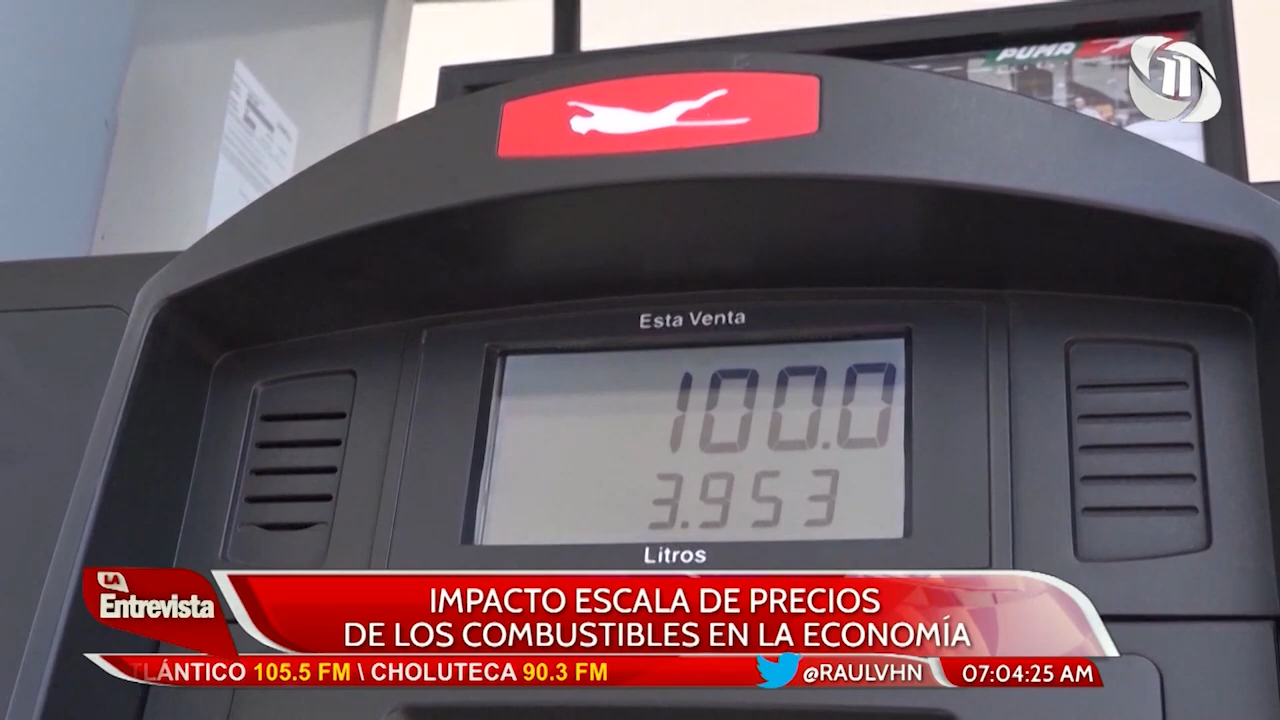 PUMA
11
Esta Venta
100.0
3.953
Litros
LA
Entrevista
IMPACTO ESCALA DE PRECIOS
DE LOS COMBUSTIBLES EN LA ECONOMÍA
TLÁNTICO 105.5 FM \ CHOLUTECA 90.3 FM
@RAULVHN
07:04:25 AM